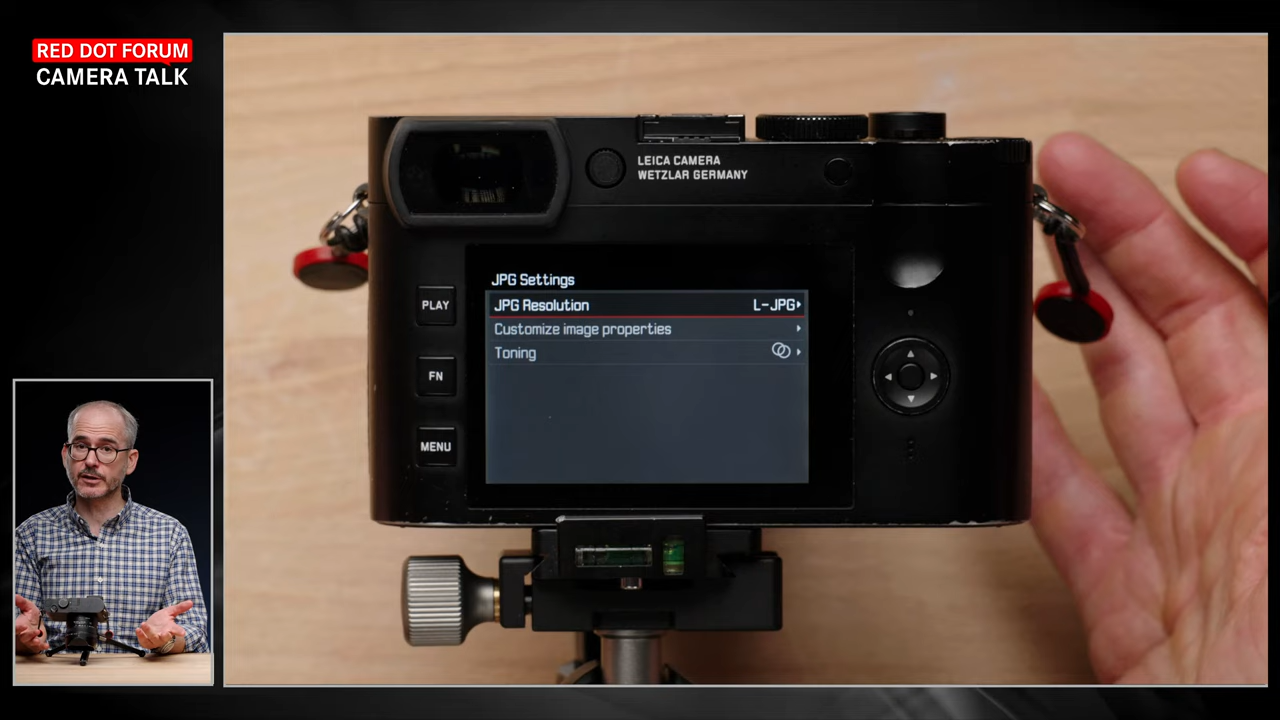 RED DOT FORUM
CAMERA TALK
LEICA CAMERA
WETZLAR GERMANY
JPG Settings
JPG Resolution L-JPG
Customize image properties
Toning
PLAY
FN
MENU